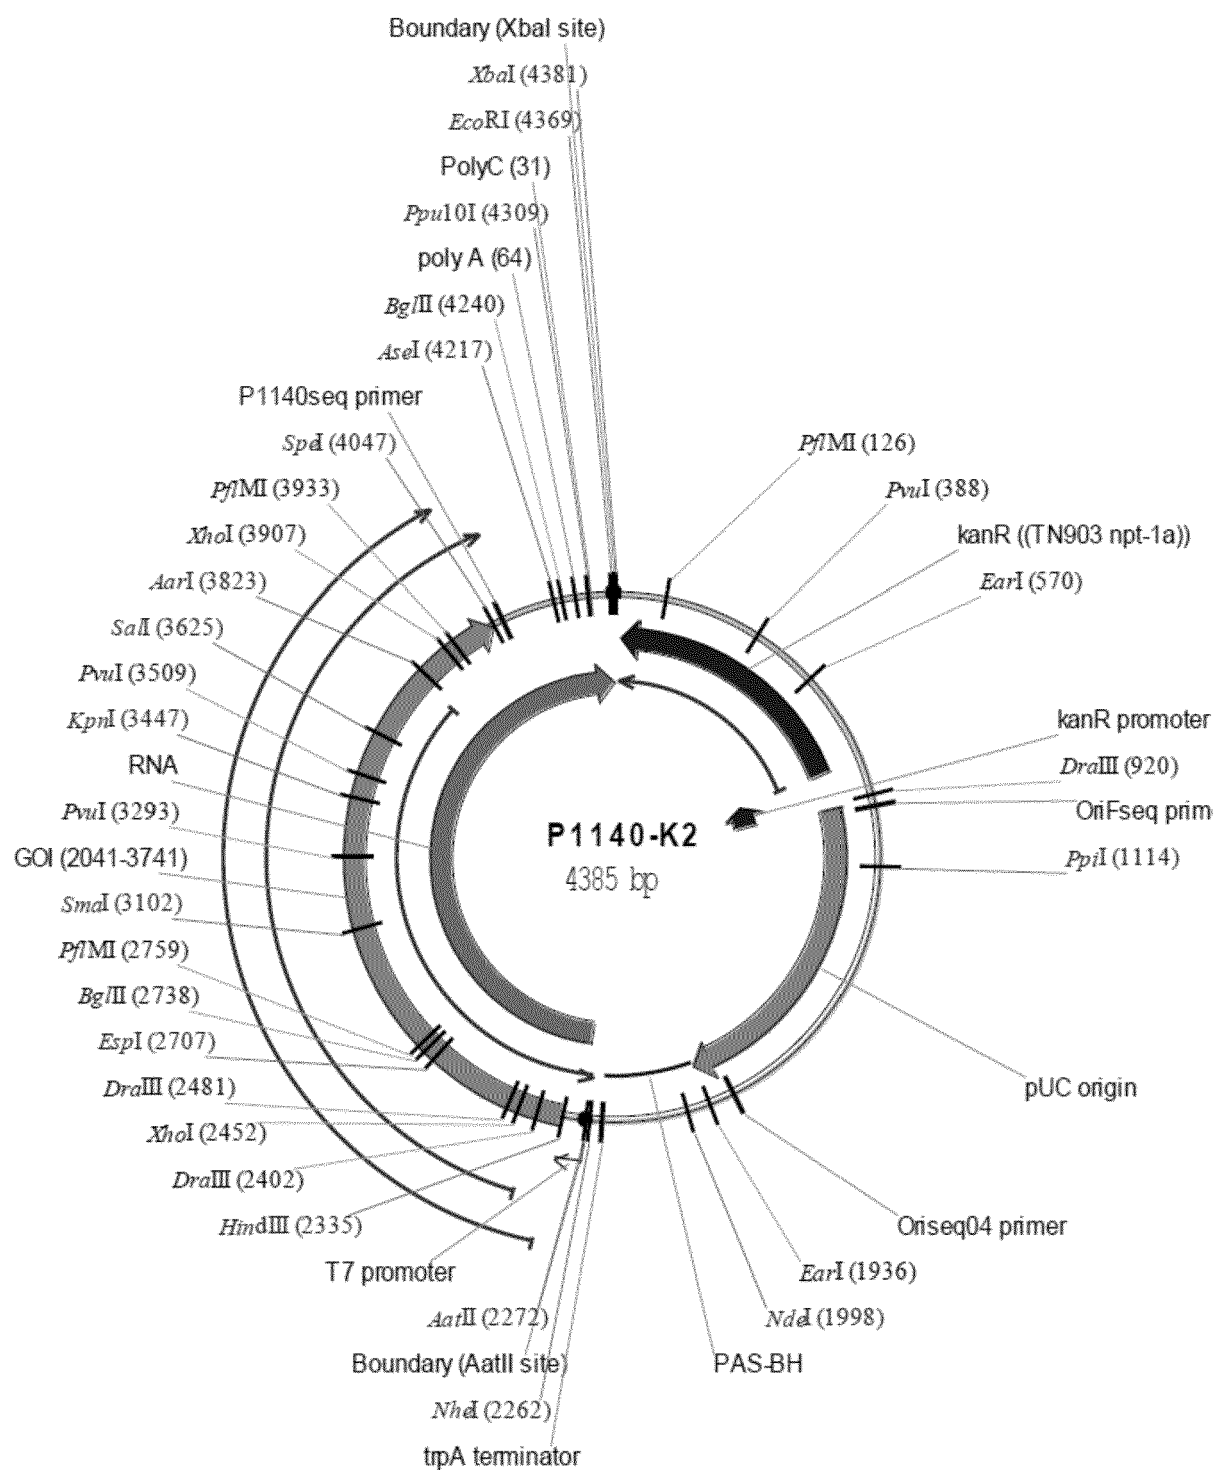 Boundary (XbaI site)
XbaI (4381)
EcoRI (4369)
PolyC (31)
Ppu10I (4309)
poly A (64)
BglII (4240)
AseI (4217)
P1140seq primer
SpeI (4047)
PflMI (3933)
XhoI (3907)
AarI (3823)
SalI (3625)
PvuI (3509)
KpnI (3447)
RNA
PvuI (3293)
GOI (2041-3741)
SmaI (3102)
PflMI (2759)
BglII (2738)
EspI (2707)
DraIII (2481)
XhoI (2452)
DraIII (2402)
HindIII (2335)
T7 promoter
AatII (2272)
Boundary (AatII site)
NheI (2262)
trpA terminator
PflMI (126)
PvuI (388)
kanR ((TN903 npt-1a))
EarI (570)
kanR promoter
DraIII (920)
OriFseq prim
PpiI (1114)
pUC origin
Oriseq04 primer
EarI (1936)
NdeI (1998)
PAS-BH
P1140-K2
4385 bp